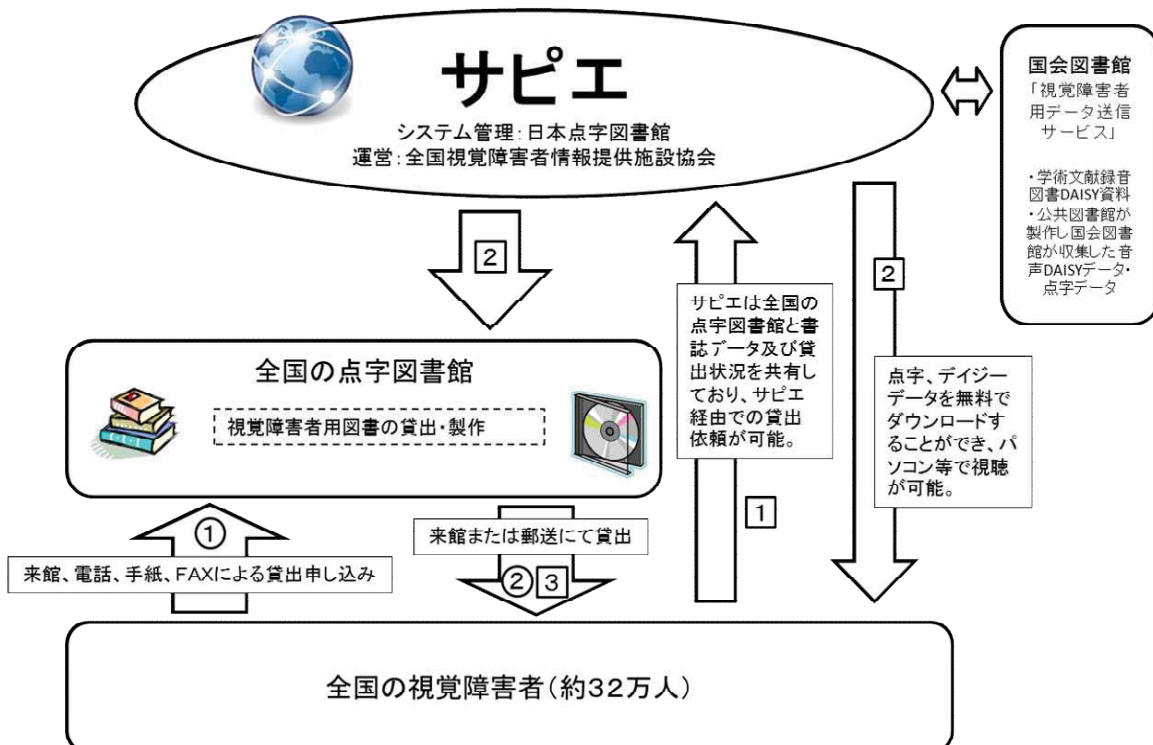 サピエ
システム管理：日本点字図書館
運営：全国視覚障害者情報提供施設協会
国会図書館
「視覚障害者
用データ送信
サービス」
・学術文献録音
図書DAISY資料
・公共図書館が
製作し国会図書
館が収集した音
声DAISYデータ・
点字データ
2
全国の点字図書館
視覚障害者用図書の貸出・製作
サピエは全国の
点字図書館と書
誌データ及び貸
出状況を共有し
ており、サピエ
経由での貸出
依頼が可能。
1
2
点字、デイジー
データを無料で
ダウンロードす
ることができ、パ
ソコン等で視聴
が可能。
①
来館、電話、手紙、FAXによる貸出申し込み
来館または郵送にて貸出
② 3
全国の視覚障害者（約32万人）